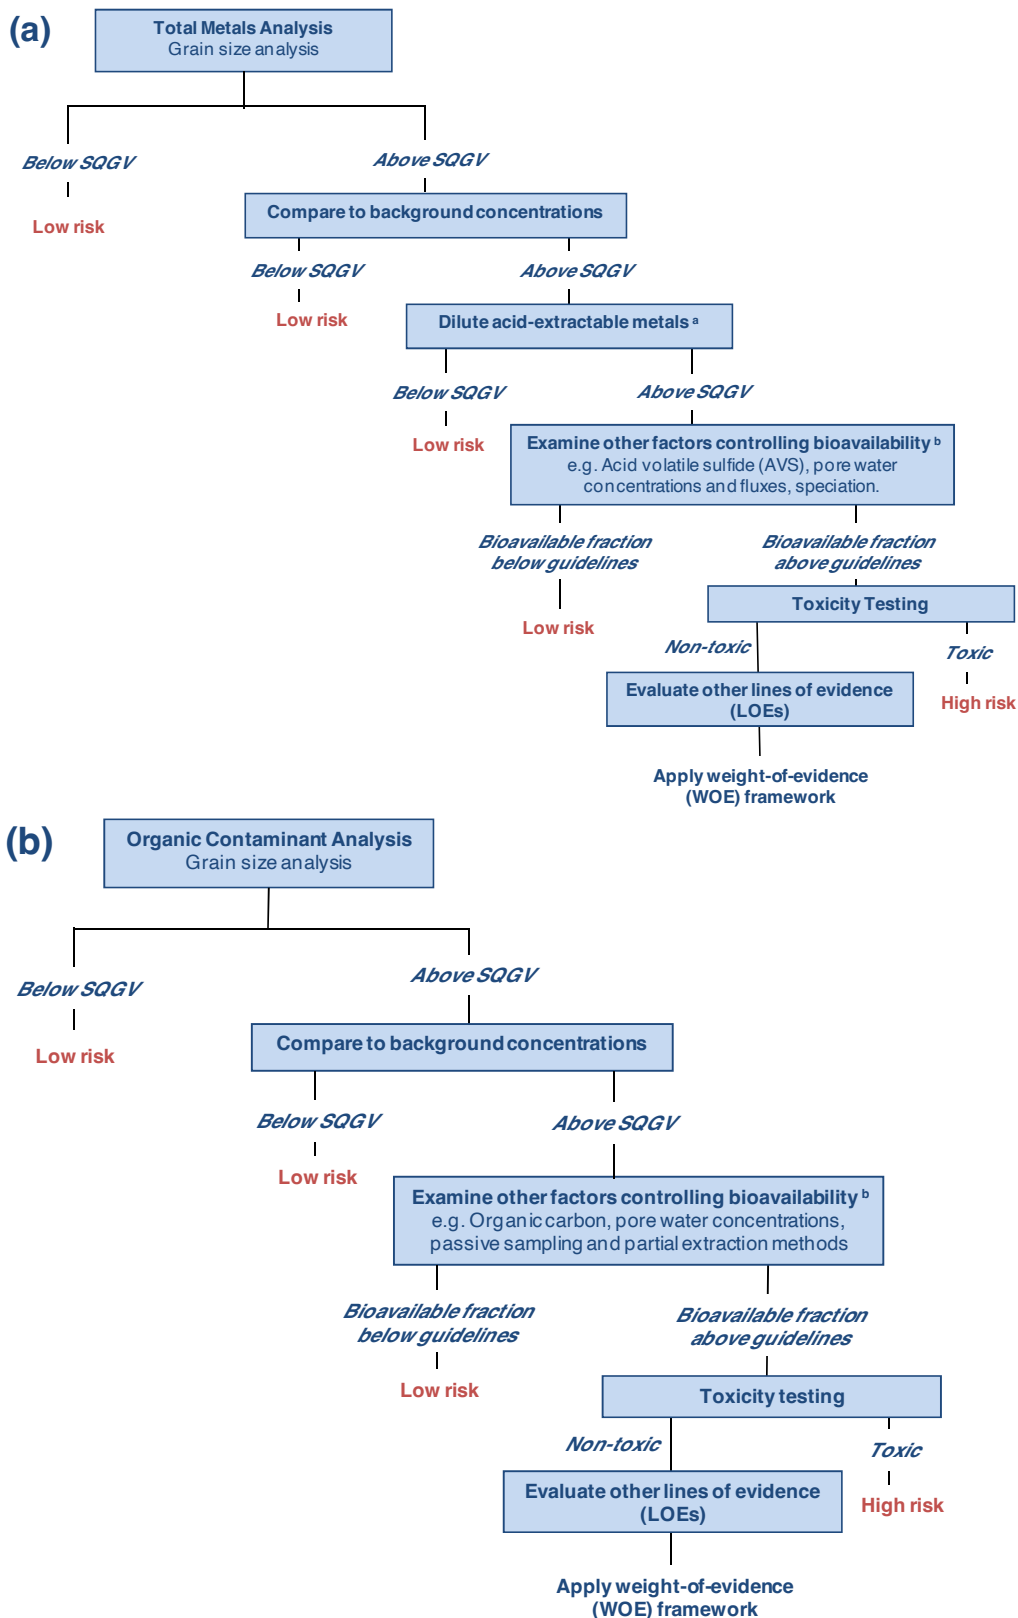 (a)
Total Metals Analysis
Grain size analysis
Below SQGV
Above SQGV
Low risk
Compare to background concentrations
Below SQGV
Above SQGV
Low risk
Dilute acid-extractable metals a
Below SQGV
Above SQGV
Low risk
Examine other factors controlling bioavailability b
e.g. Acid volatile sulfide (AVS), pore water
concentrations and fluxes, speciation.
Bioavailable fraction
below guidelines
Bioavailable fraction
above guidelines
Low risk
Toxicity Testing
Non-toxic
Toxic
Evaluate other lines of evidence
(LOEs)
High risk
Apply weight-of-evidence
(WOE) framework
(b)
Organic Contaminant Analysis
Grain size analysis
Below SQGV
Above SQGV
Low risk
Compare to background concentrations
Below SQGV
Above SQGV
Low risk
Examine other factors controlling bioavailability b
e.g. Organic carbon, pore water concentrations,
passive sampling and partial extraction methods
Bioavailable fraction
below guidelines
Bioavailable fraction
above guidelines
Low risk
Toxicity testing
Non-toxic
Toxic
Evaluate other lines of evidence
(LOEs)
High risk
Apply weight-of-evidence
(WOE) framework